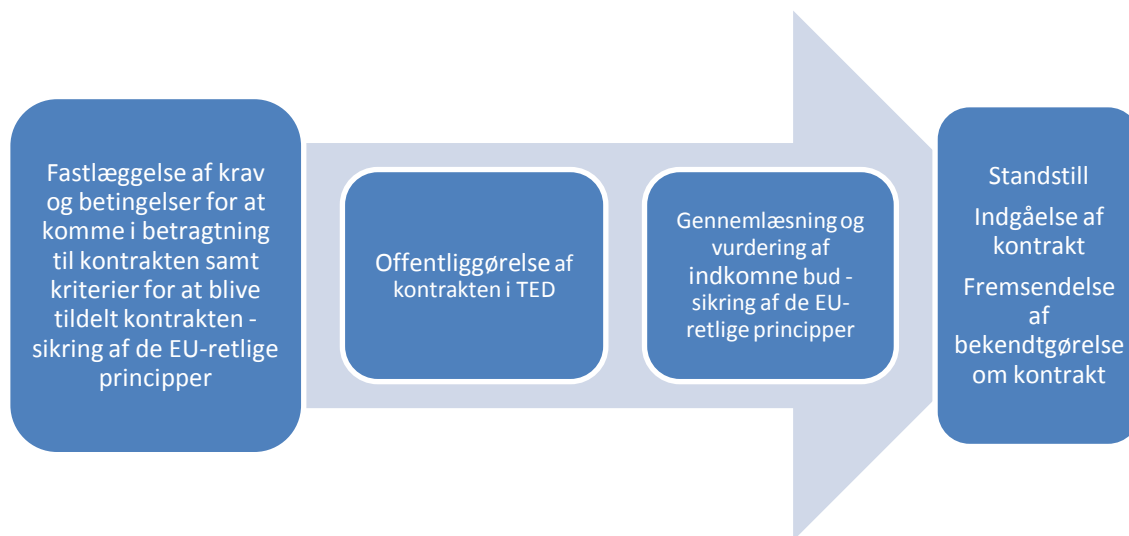 Fastlæggelse af krav
og betingelser for at
komme i betragtning
til kontrakten samt
kriterier for at blive
tildelt kontrakten -
sikring af de EU-retlige
principper
Offentliggørelse af
kontrakten i TED
Gennemlæsning og
vurdering af
indkomne bud -
sikring af de EU-
retlige principper
Standstill
Indgåelse af
kontrakt
Fremsendelse
af
bekendtgørelse
om kontrakt